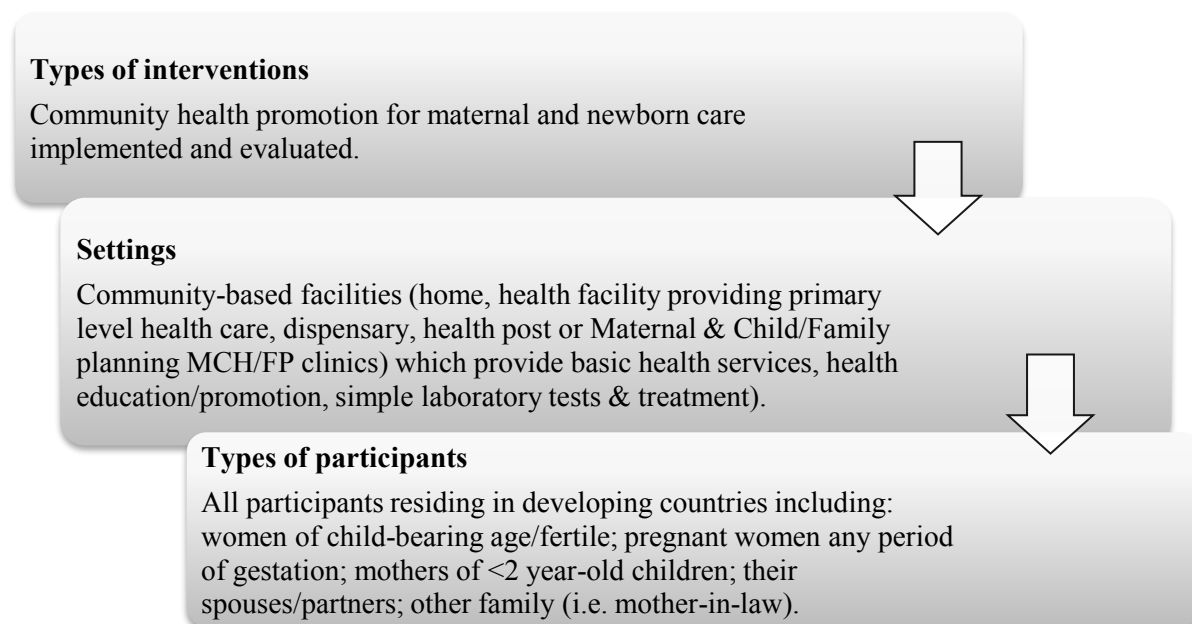 Types of interventions
Community health promotion for maternal and newborn care
implemented and evaluated.
Settings
Community-based facilities (home, health facility providing primary
level health care, dispensary, health post or Maternal & Child/Family
planning MCH/FP clinics) which provide basic health services, health
education/promotion, simple laboratory tests & treatment).
Types of participants
All participants residing in developing countries including:
women of child-bearing age/fertile; pregnant women any period
of gestation; mothers of <2 year-old children; their
spouses/partners; other family (i.e. mother-in-law).